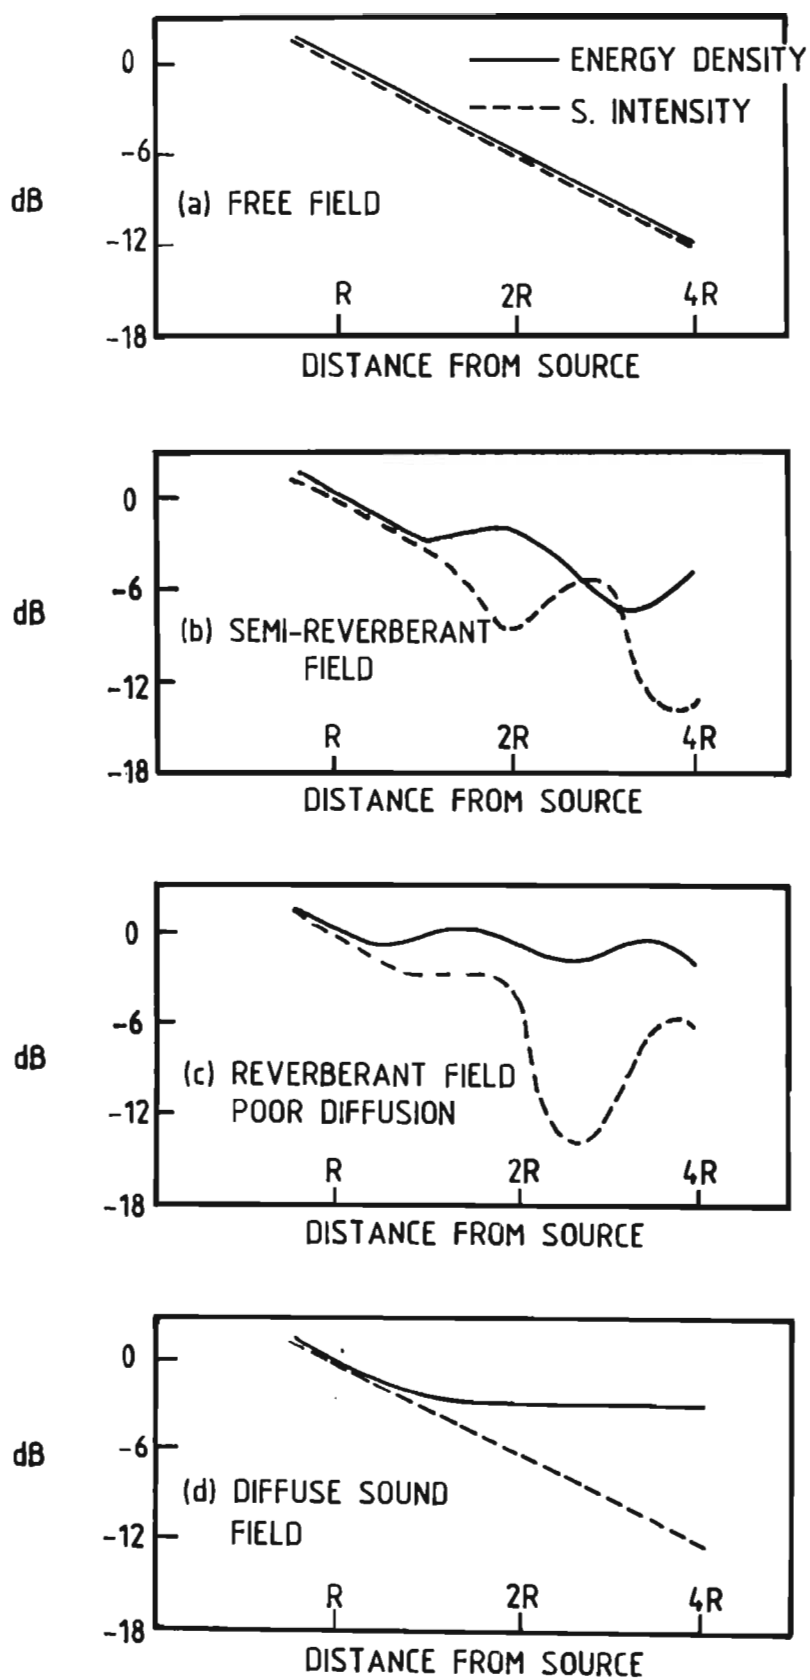 0
ENERGY DENSITY
S. INTENSITY
-6
dB
(a) FREE FIELD
-12
R 2R 4R
-18
DISTANCE FROM SOURCE
0
-6
dB
(b) SEMI-REVERBERANT
FIELD
-12
R 2R 4R
-18
DISTANCE FROM SOURCE
0
-6
dB
(c) REVERBERANT FIELD
POOR DIFFUSION
-12
R 2R 4R
-18
DISTANCE FROM SOURCE
0
-6
dB
(d) DIFFUSE SOUND
FIELD
-12
R 2R 4R
-18
DISTANCE FROM SOURCE